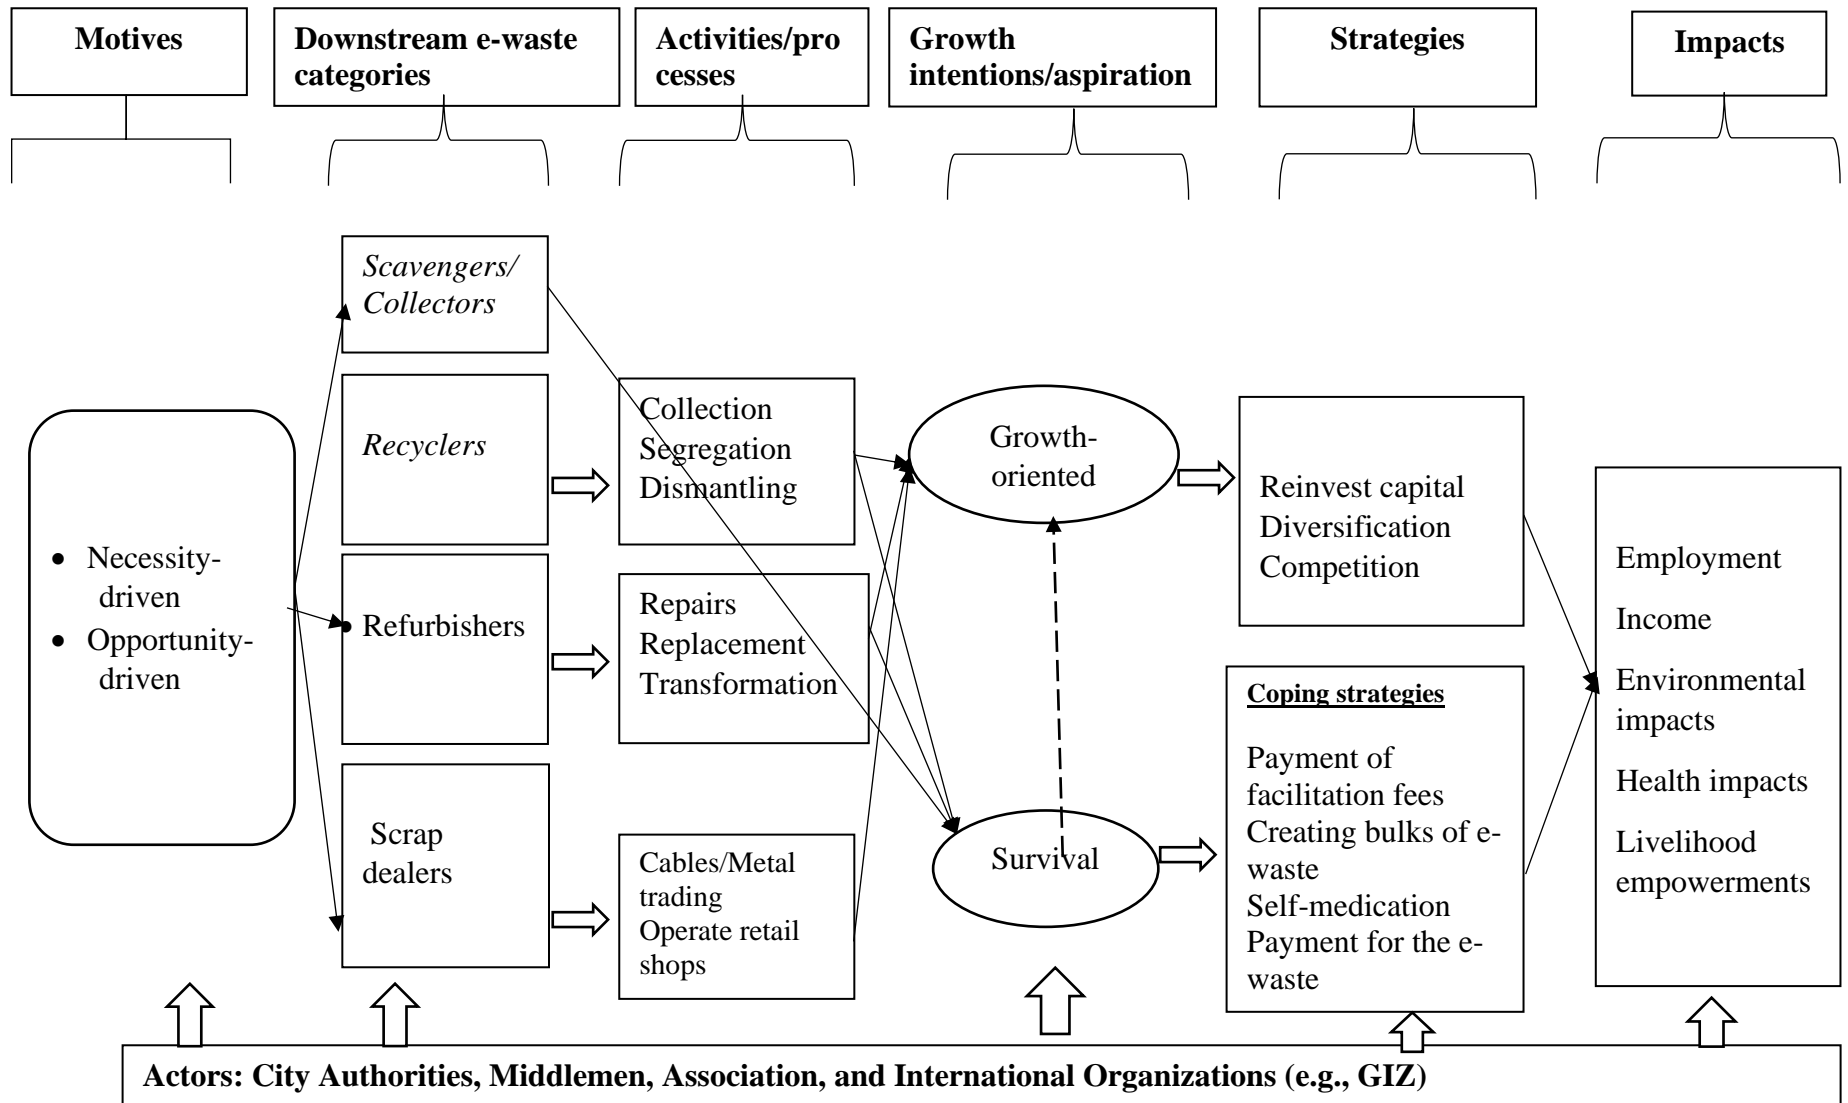 Motives
Downstream e-waste
categories
Activities/pro
cesses
Growth
intentions/aspiration
Strategies
Impacts
• Necessity-
driven
• Opportunity-
driven
Scavengers/
Collectors
Recyclers
• Refurbishers
Scrap
dealers
Collection
Segregation
Dismantling
Repairs
Replacement
Transformation
Cables/Metal
trading
Operate retail
shops
Growth-
oriented
Survival
Reinvest capital
Diversification
Competition
Coping strategies
Payment of
facilitation fees
Creating bulks of e-
waste
Self-medication
Payment for the e-
waste
Employment
Income
Environmental
impacts
Health impacts
Livelihood
empowerments
Actors: City Authorities, Middlemen, Association, and International Organizations (e.g., GIZ)